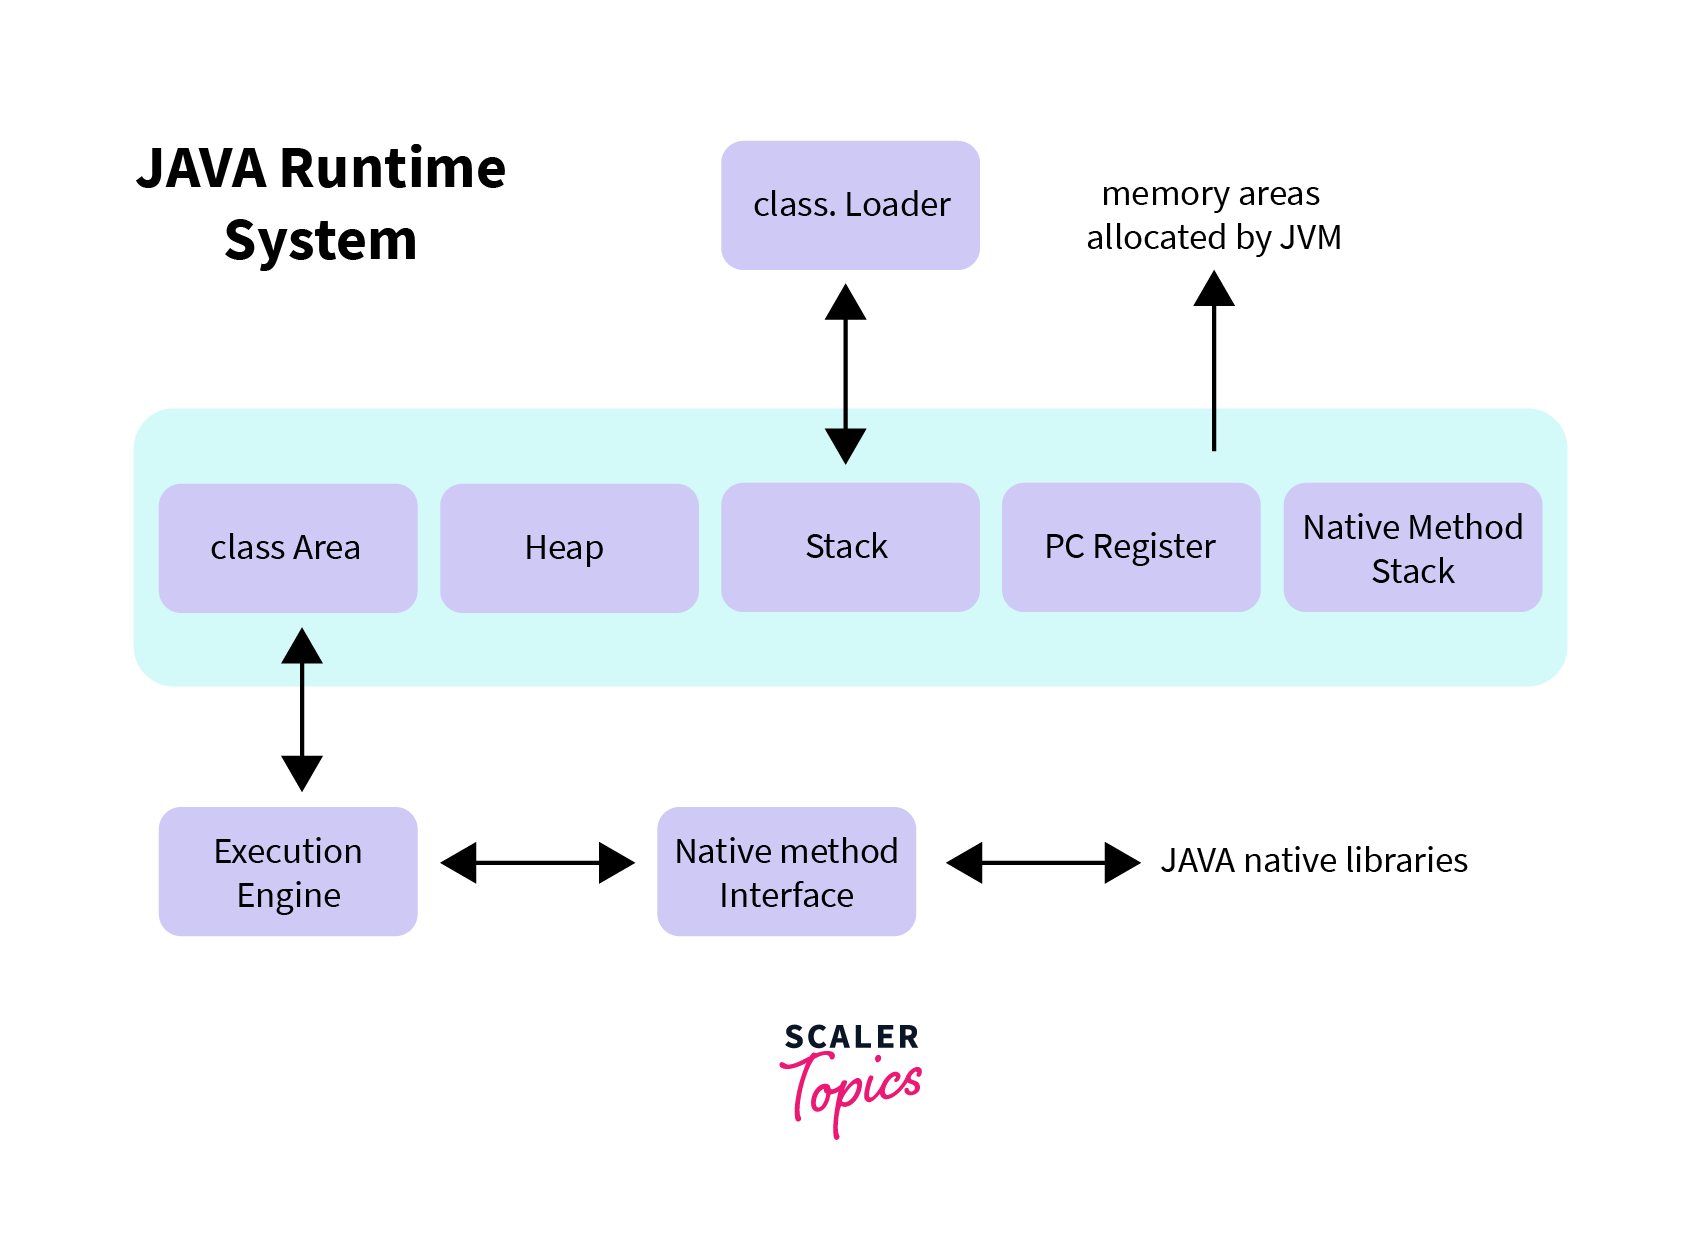 JAVA Runtime
System
class. Loader
memory areas
allocated by JVM
class Area
Heap
Stack
PC Register
Native Method
Stack
Execution
Engine
Native method
Interface
JAVA native libraries
SCALER
Topics